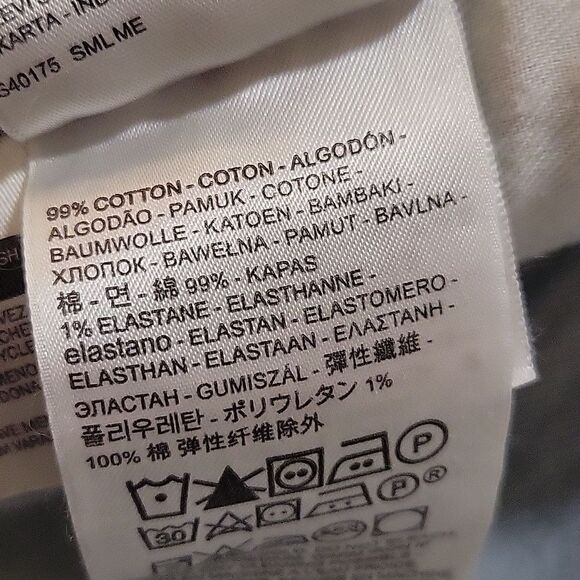 KARTA - IN
S40175 SML ME
99% COTTON - COTON - ALGODÓN -
ALGODÃO - PAMUK - COTONE -
BAUMWOLLE - KATOEN - BAMBAKI -
ХЛОПОК - BAWEŁNA - PAMUT - BAVLNA -
棉 - 면 - 綿 99% - KAPAS
1% ELASTANE - ELASTHANNE -
elastano - ELASTAN - ELASTOMERO -
ELASTHAN - ELASTAAN - ΕΛΑΣΤΑΝΗ -
ЭЛАСТАН - GUMISZÁL - 彈性纖維 -
폴리우레탄 - ポリウレタン 1%
100% 棉 弹性纤维除外
P
30 P ®